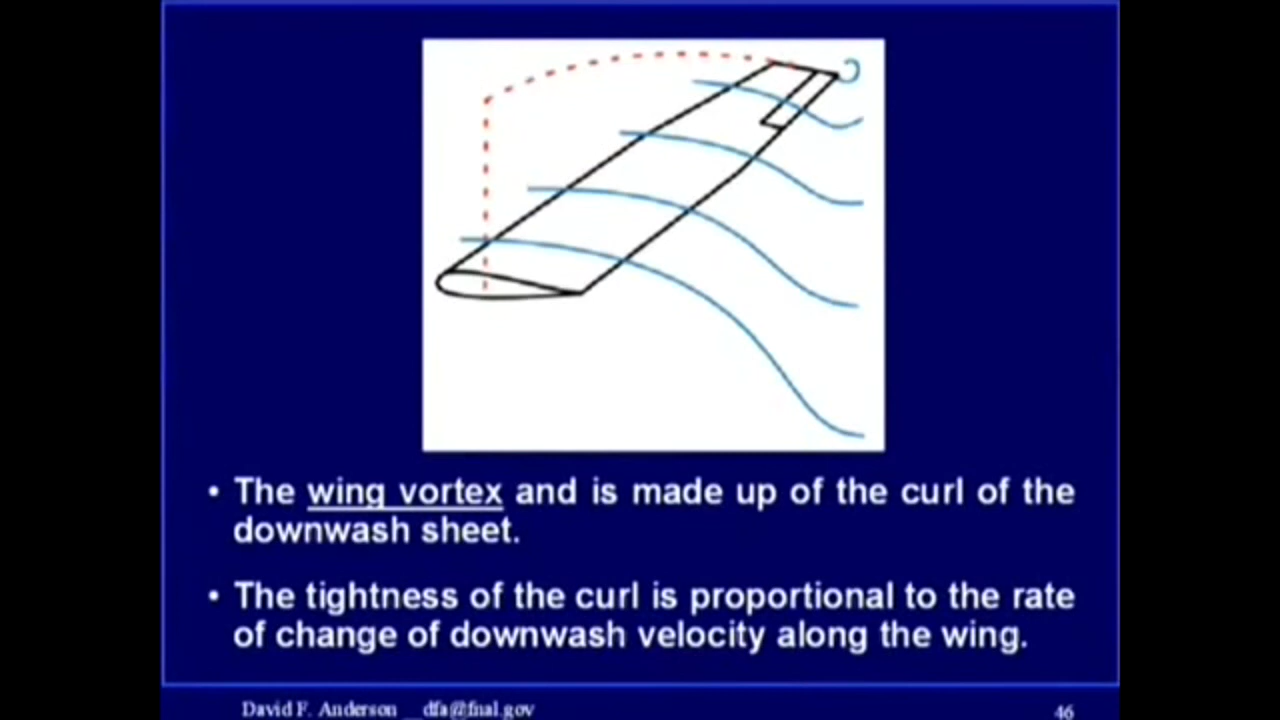 • The wing vortex and is made up of the curl of the
downwash sheet.
• The tightness of the curl is proportional to the rate
of change of downwash velocity along the wing.
David F. Anderson __dfa@fnal.gov
46